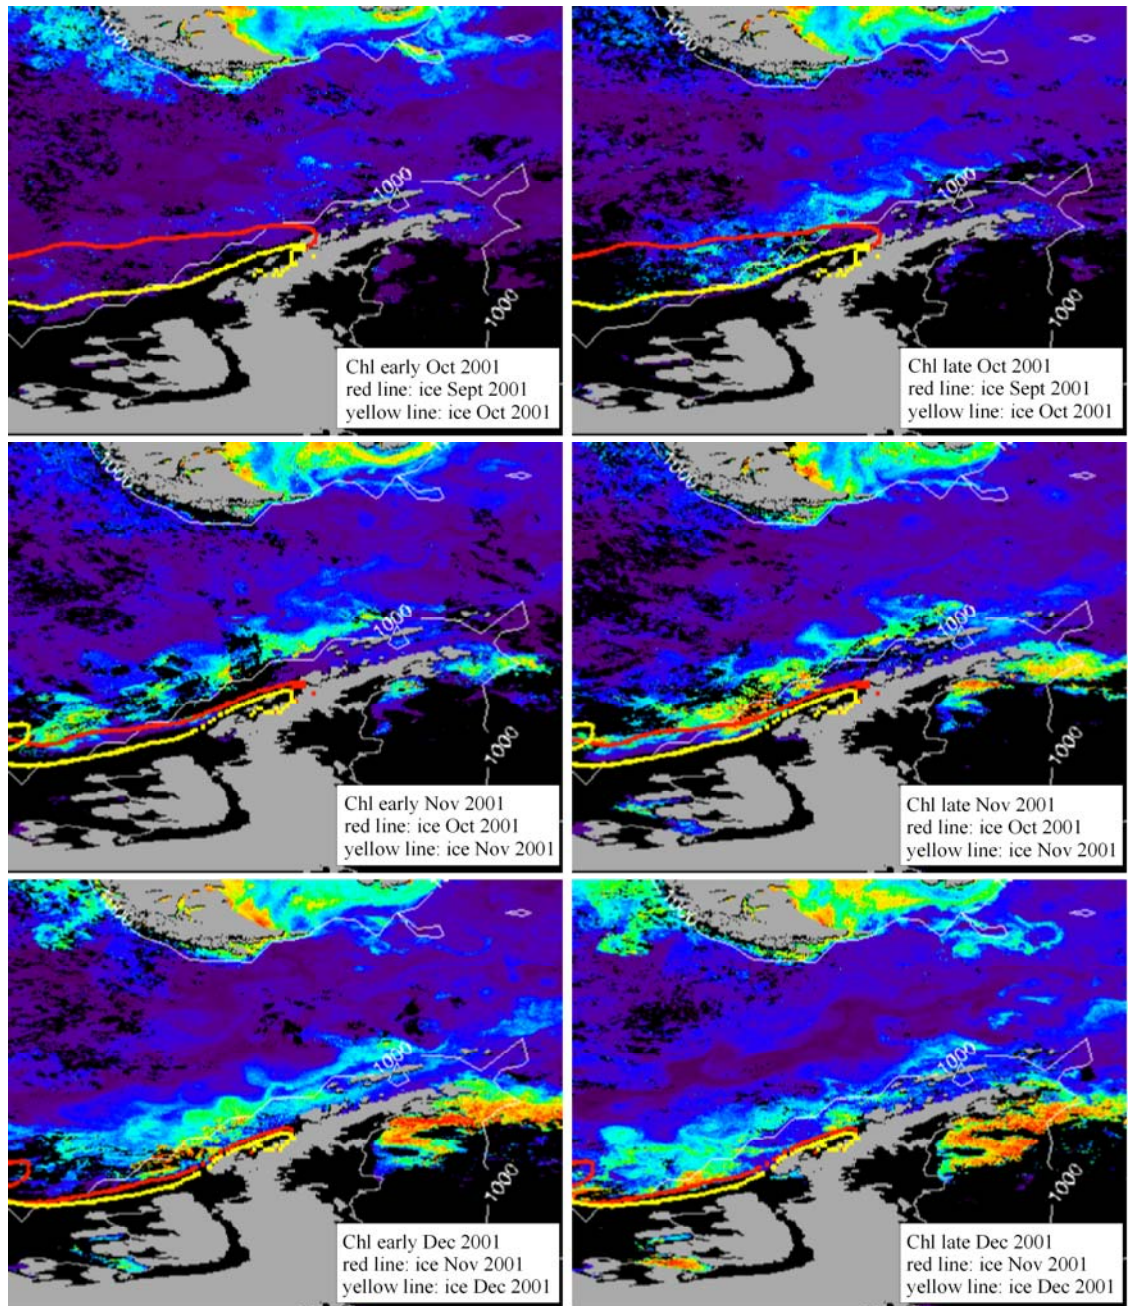 1000
1000
1000
Chl early Oct 2001
red line: ice Sept 2001
yellow line: ice Oct 2001
1000
1000
1000
Chl late Oct 2001
red line: ice Sept 2001
yellow line: ice Oct 2001
1000
1000
1000
Chl early Nov 2001
red line: ice Oct 2001
yellow line: ice Nov 2001
1000
1000
1000
Chl late Nov 2001
red line: ice Oct 2001
yellow line: ice Nov 2001
1000
1000
1000
Chl early Dec 2001
red line: ice Nov 2001
yellow line: ice Dec 2001
1000
1000
1000
Chl late Dec 2001
red line: ice Nov 2001
yellow line: ice Dec 2001